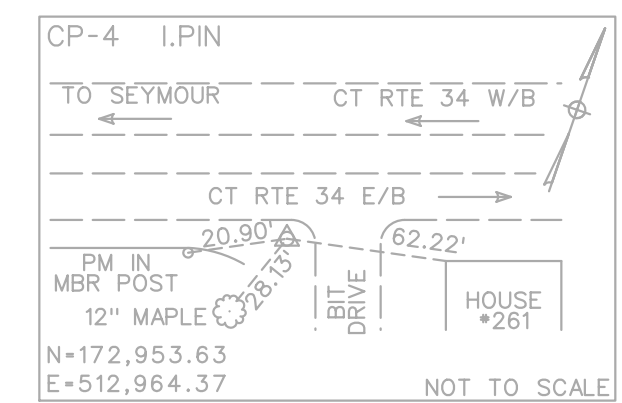 CP-4 I.PIN
TO SEYMOUR
CT RTE 34 W/B
CT RTE 34 E/B
20.90'
62.22'
28.13'
PM IN
MBR POST
12" MAPLE
BIT
DRIVE
HOUSE
#261
N=172,953.63
E=512,964.37
NOT TO SCALE